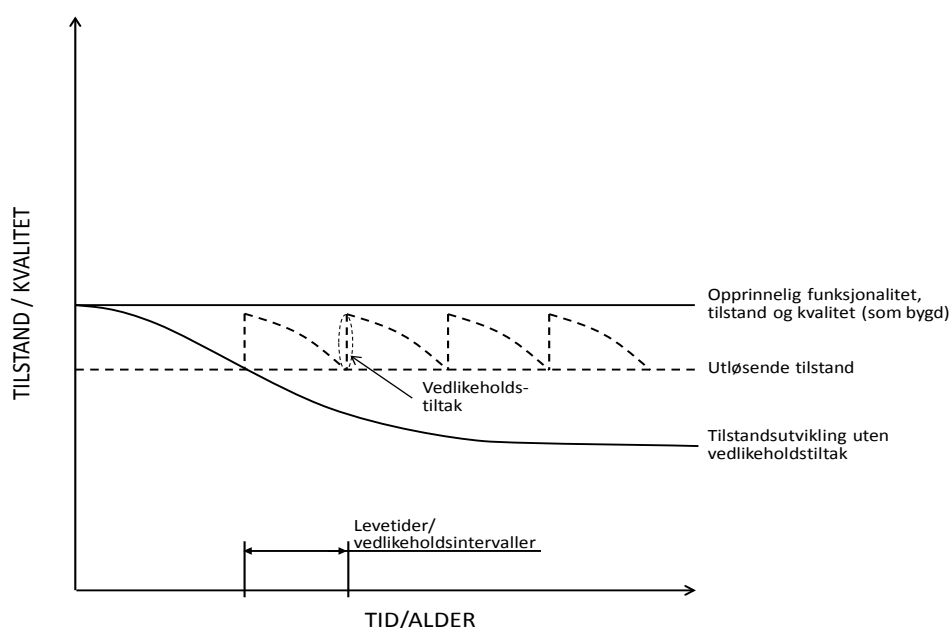 TILSTAND / KVALITET
Opprinnelig funksjonalitet,
tilstand og kvalitet (som bygd)
Utløsende tilstand
Vedlikeholds-
tiltak
Tilstandsutvikling uten
vedlikeholdstiltak
Levetider/
vedlikeholdsintervaller
TID/ALDER